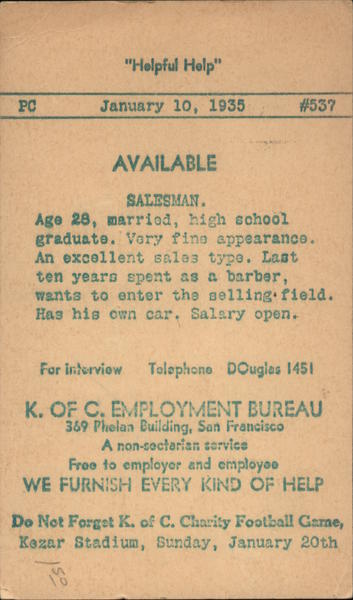 "Helpful Help"
PC January 10, 1935 #537
AVAILABLE
SALESMAN.
Age 28, married, high school
graduate. Very fine appearance.
An excellent sales type. Last
ten years spent as a barber,
wants to enter the selling field.
Has his own car. Salary open.
For interview Telephone DOuglas 1451
K. OF C. EMPLOYMENT BUREAU
369 Phelan Building, San Francisco
A non-sectarian service
Free to employer and employee
WE FURNISH EVERY KIND OF HELP
Do Not Forget K. of C. Charity Football Game,
Kezar Stadium, Sunday, January 20th